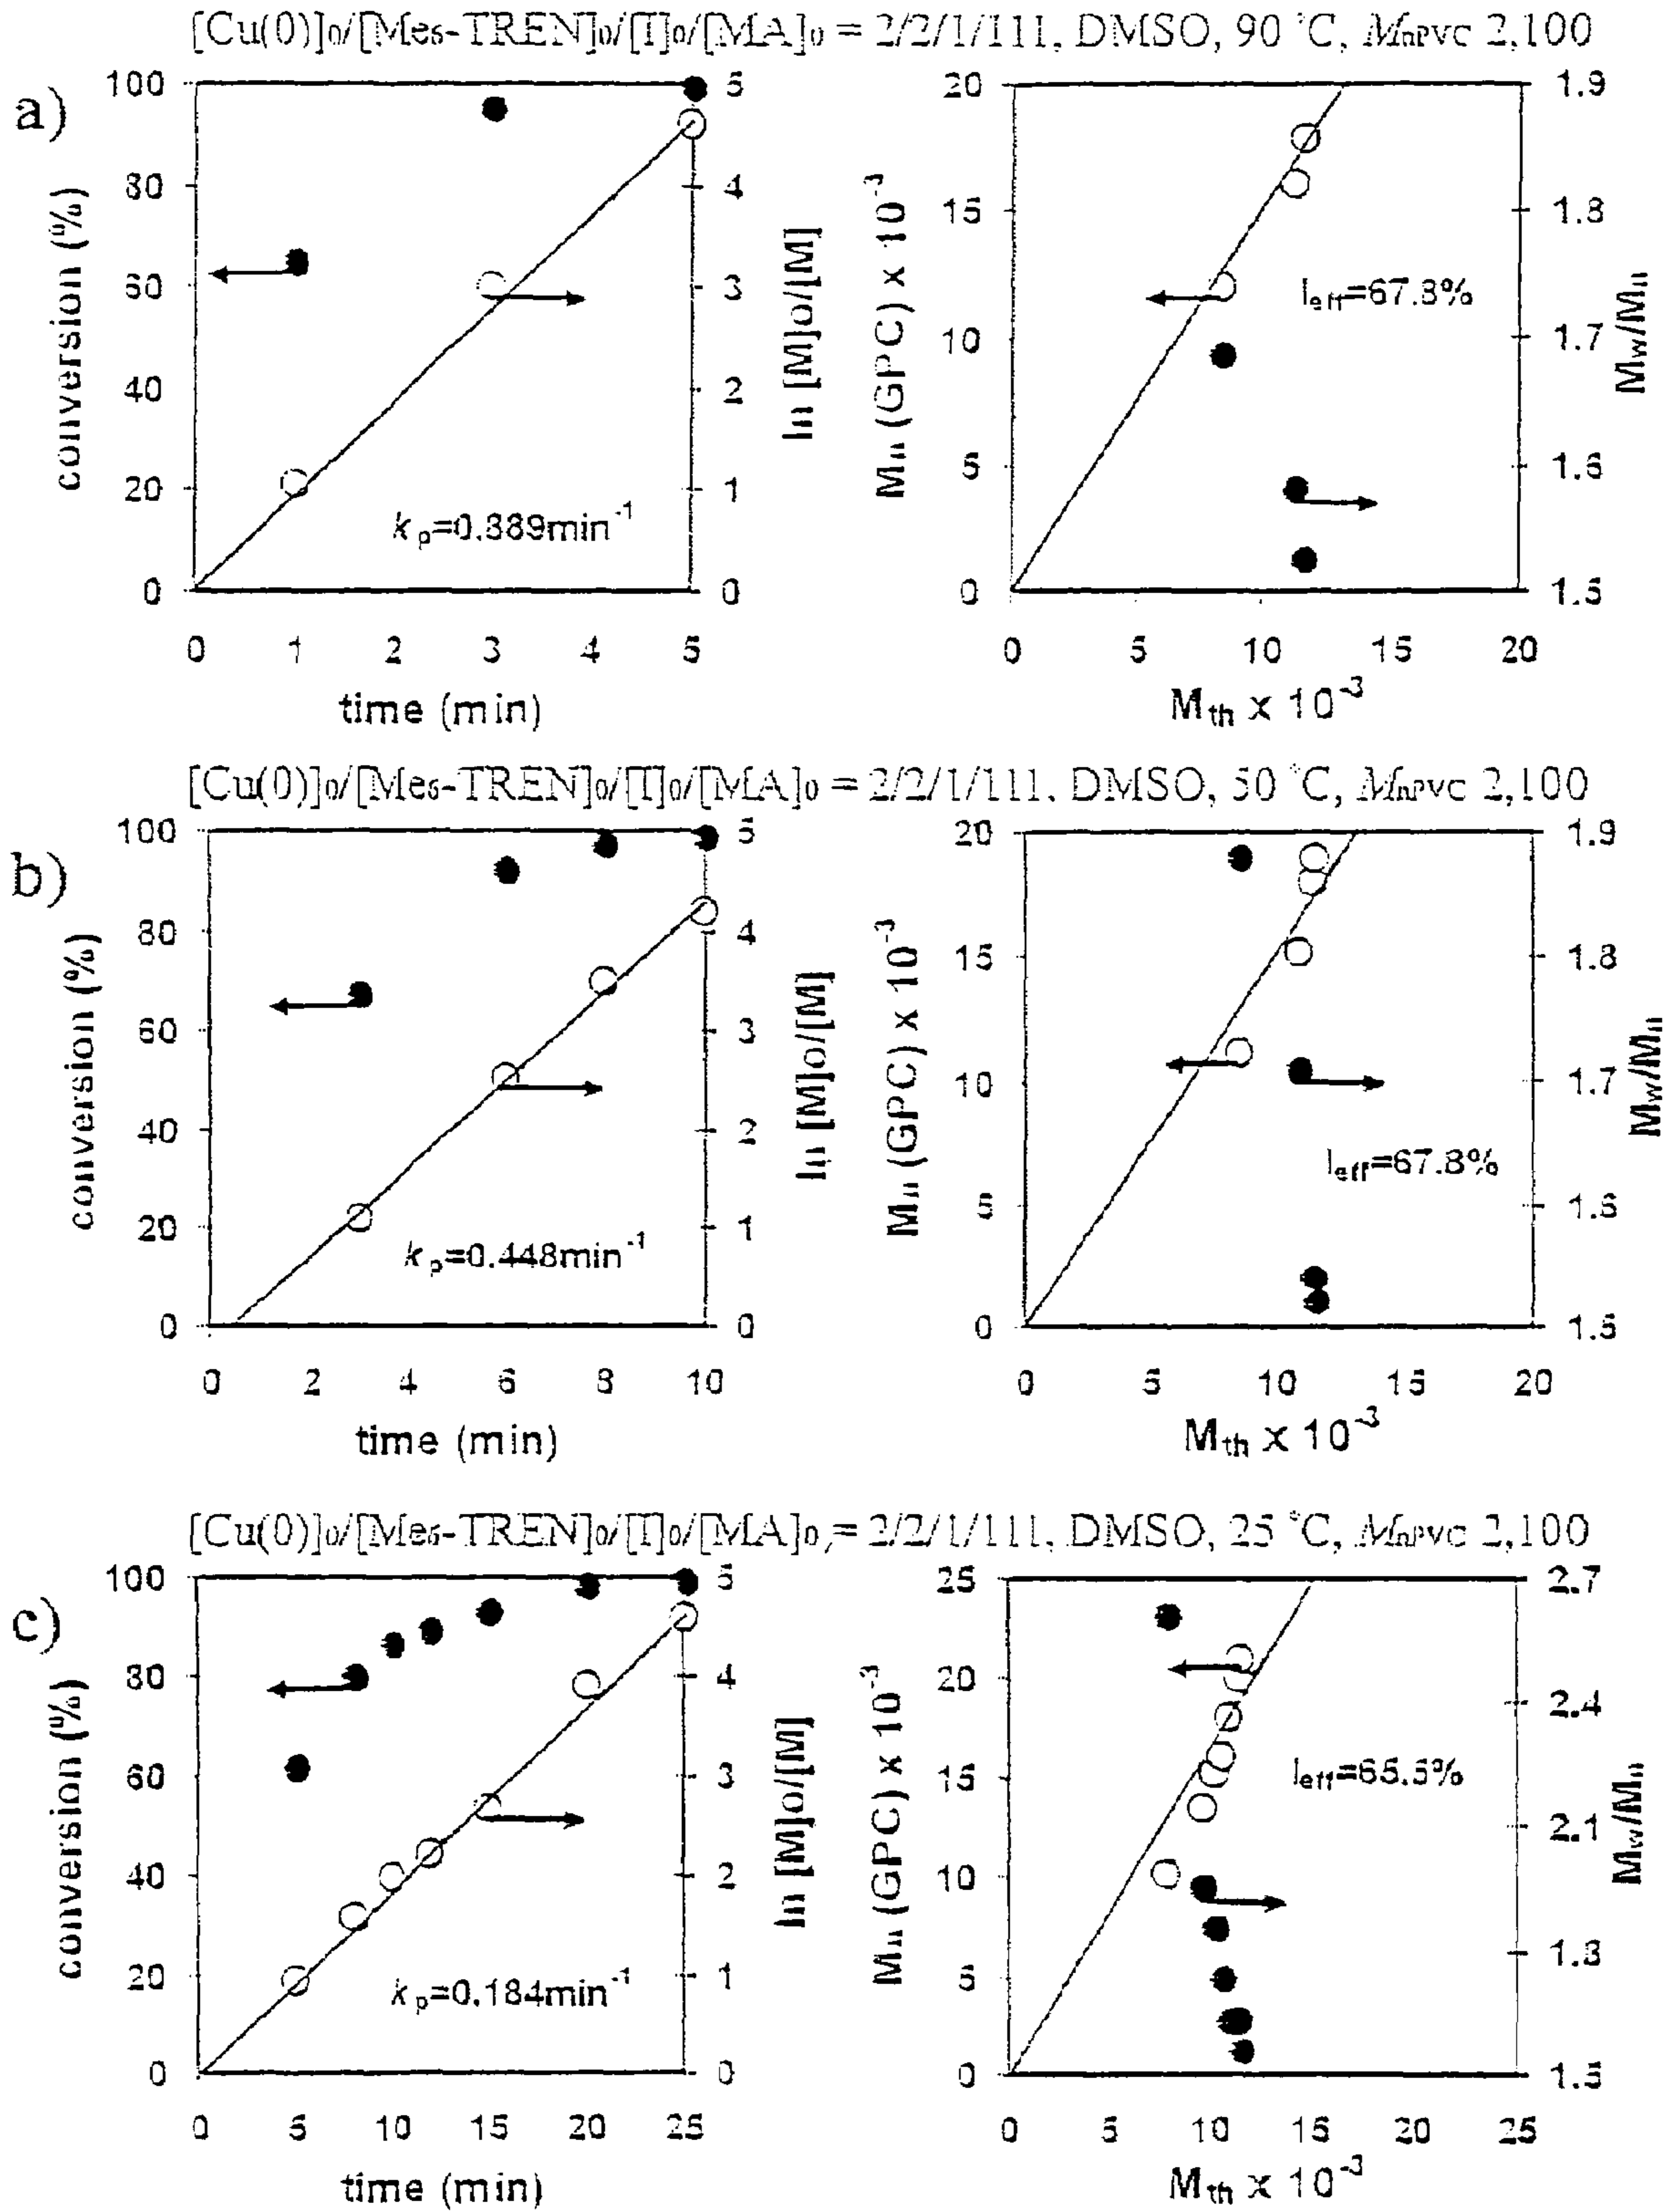 [Cu(0)]0/[Me6-TREN]0/[I]0/[MA]0 = 2/2/1/111, DMSO, 90 °C, MnPVC 2,100
a)
conversion (%)
100
80
60
40
20
0
0 1 2 3 4 5
time (min)
5
4
3
2
1
0
ln [M]o/[M]
kp=0.889min-1
Mn (GPC) x 10-3
20
15
10
5
0
0 5 10 15 20
Mth x 10-3
1.9
1.8
1.7
1.6
1.5
Mw/Mn
Ieff=67.8%
[Cu(0)]0/[Me6-TREN]0/[I]0/[MA]0 = 2/2/1/111, DMSO, 50 °C, MnPVC 2,100
b)
conversion (%)
100
80
60
40
20
0
0 2 4 6 8 10
time (min)
5
4
3
2
1
0
ln [M]o/[M]
kp=0.448min-1
Mn (GPC) x 10-3
20
15
10
5
0
0 5 10 15 20
Mth x 10-3
1.9
1.8
1.7
1.6
1.5
Mw/Mn
Ieff=67.8%
[Cu(0)]0/[Me6-TREN]0/[I]0/[MA]0 = 2/2/1/111, DMSO, 25 °C, MnPVC 2,100
c)
conversion (%)
100
80
60
40
20
0
0 5 10 15 20 25
time (min)
5
4
3
2
1
0
ln [M]o/[M]
kp=0.184min-1
Mn (GPC) x 10-3
25
20
15
10
5
0
0 5 10 15 20 25
Mth x 10-3
2.7
2.4
2.1
1.8
1.5
Mw/Mn
Ieff=65.5%